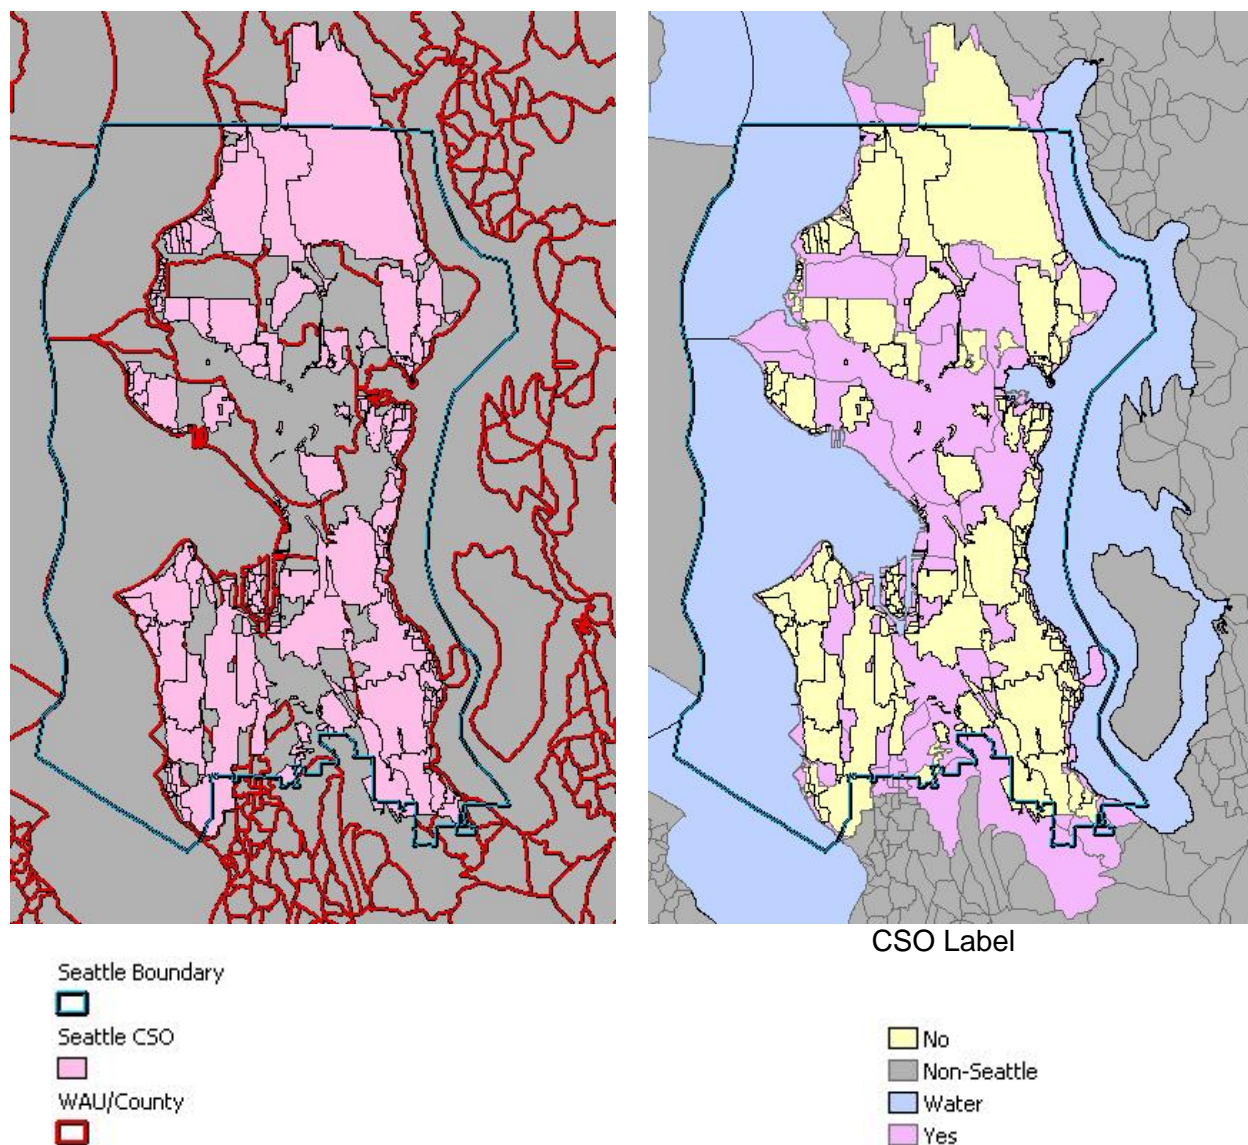 CSO Label
Seattle Boundary
Seattle CSO
WAU/County
No
Non-Seattle
Water
Yes